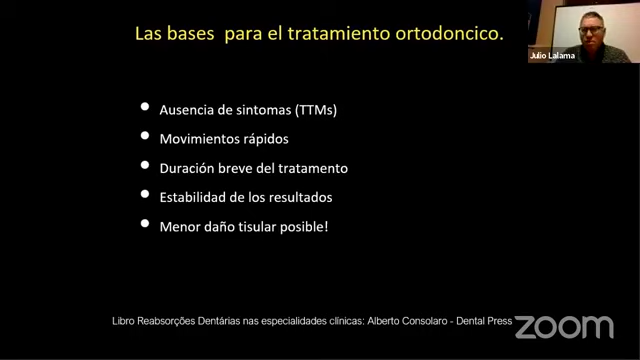 Las bases  para el tratamiento ortodoncico.
Julio Lalama
• Ausencia de sintomas (TTMs)
• Movimientos rápidos
• Duración breve del tratamento
• Estabilidad de los resultados
• Menor daño tisular posible!
Libro Reabsorções Dentárias nas especialidades clínicas: Alberto Consolaro - Dental Press
zoom